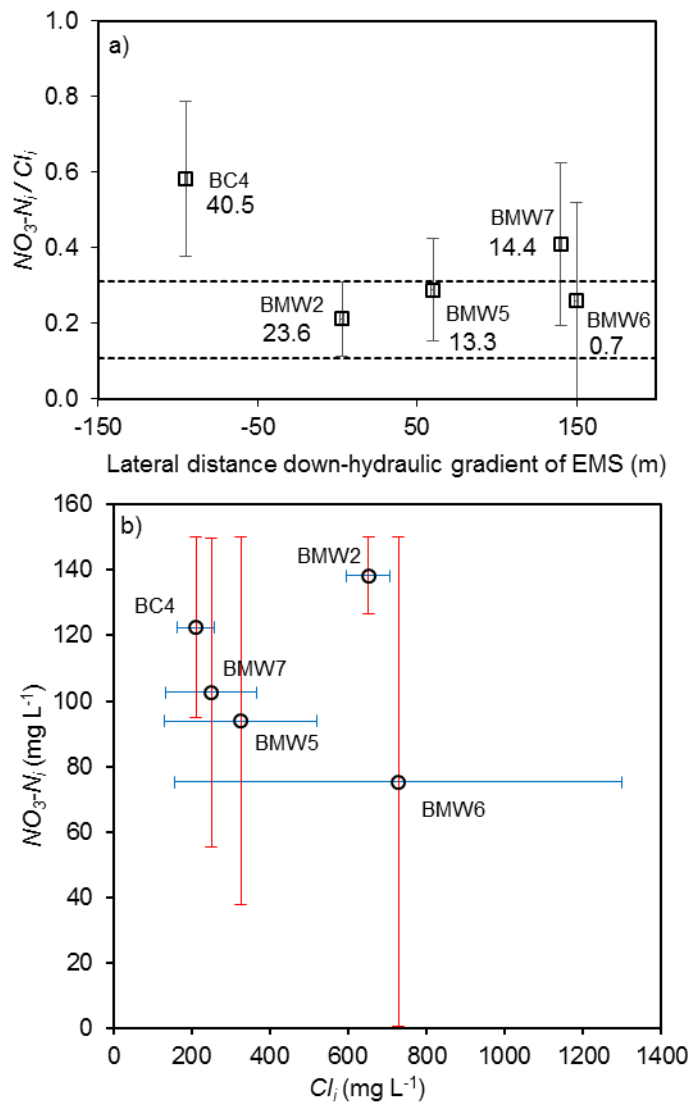 a)
1.0
0.8
0.6
0.4
0.2
0.0
NO₃-Nᵢ / Clᵢ
BC4
40.5
BMW2
23.6
BMW5
13.3
BMW7
14.4
BMW6
0.7
-150
-50
50
150
Lateral distance down-hydraulic gradient of EMS (m)
b)
160
140
120
100
80
60
40
20
0
NO₃-Nᵢ (mg L⁻¹)
BMW2
BC4
BMW7
BMW5
BMW6
0
200
400
600
800
1000
1200
1400
Clᵢ (mg L⁻¹)